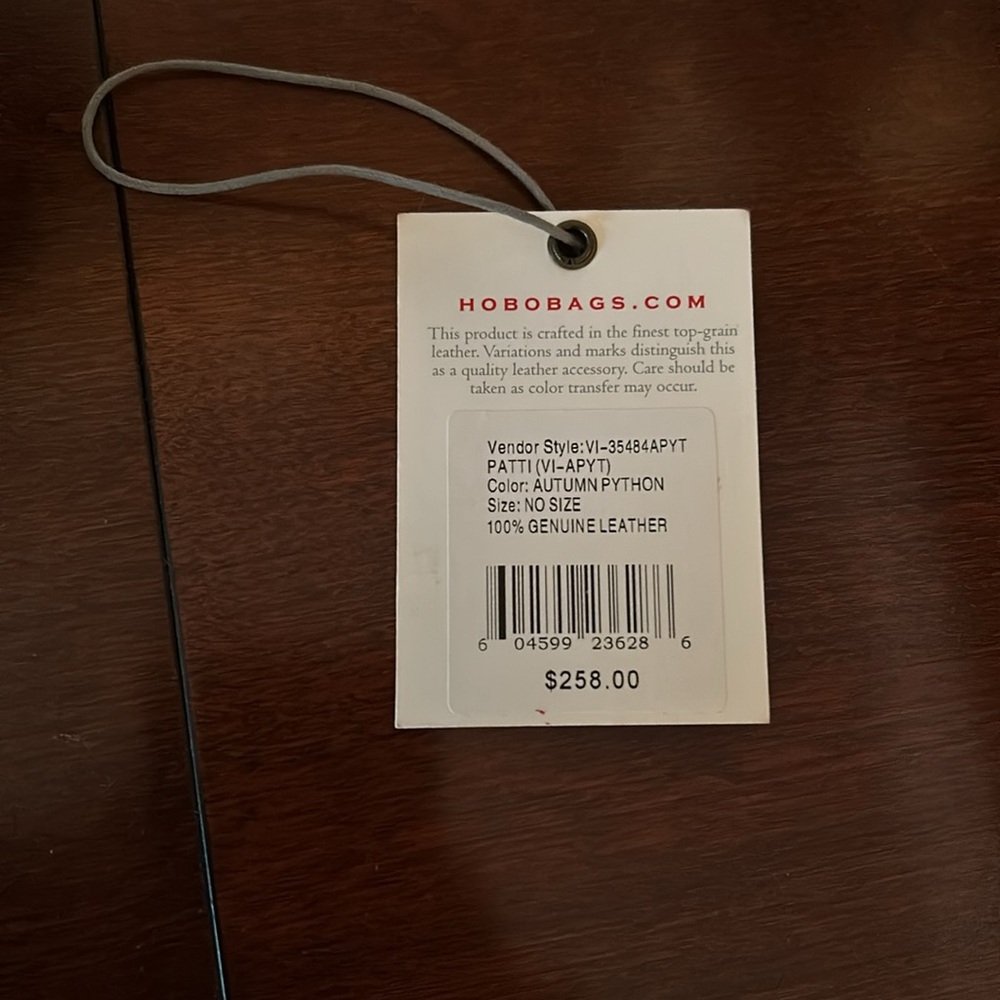 HOBOBAGS.COM
This product is crafted in the finest top-grain
leather. Variations and marks distinguish this
as a quality leather accessory. Care should be
taken as color transfer may occur.
Vendor Style:VI-35484APYT
PATTI (VI-APYT)
Color: AUTUMN PYTHON
Size: NO SIZE
100% GENUINE LEATHER
6 04599 23628 6
$258.00